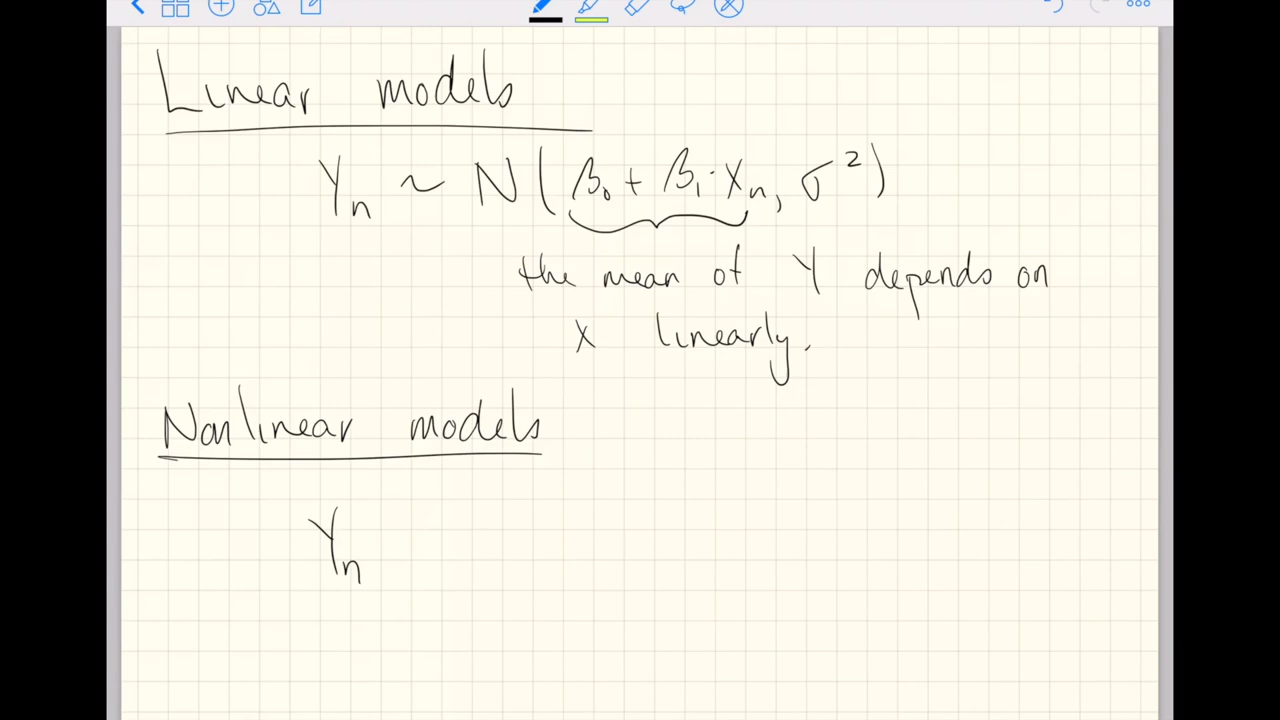 Linear models
Yₙ ~ N(β₀ + β₁·Xₙ, σ²)
the mean of Y depends on
X linearly.
Nonlinear models
Yₙ